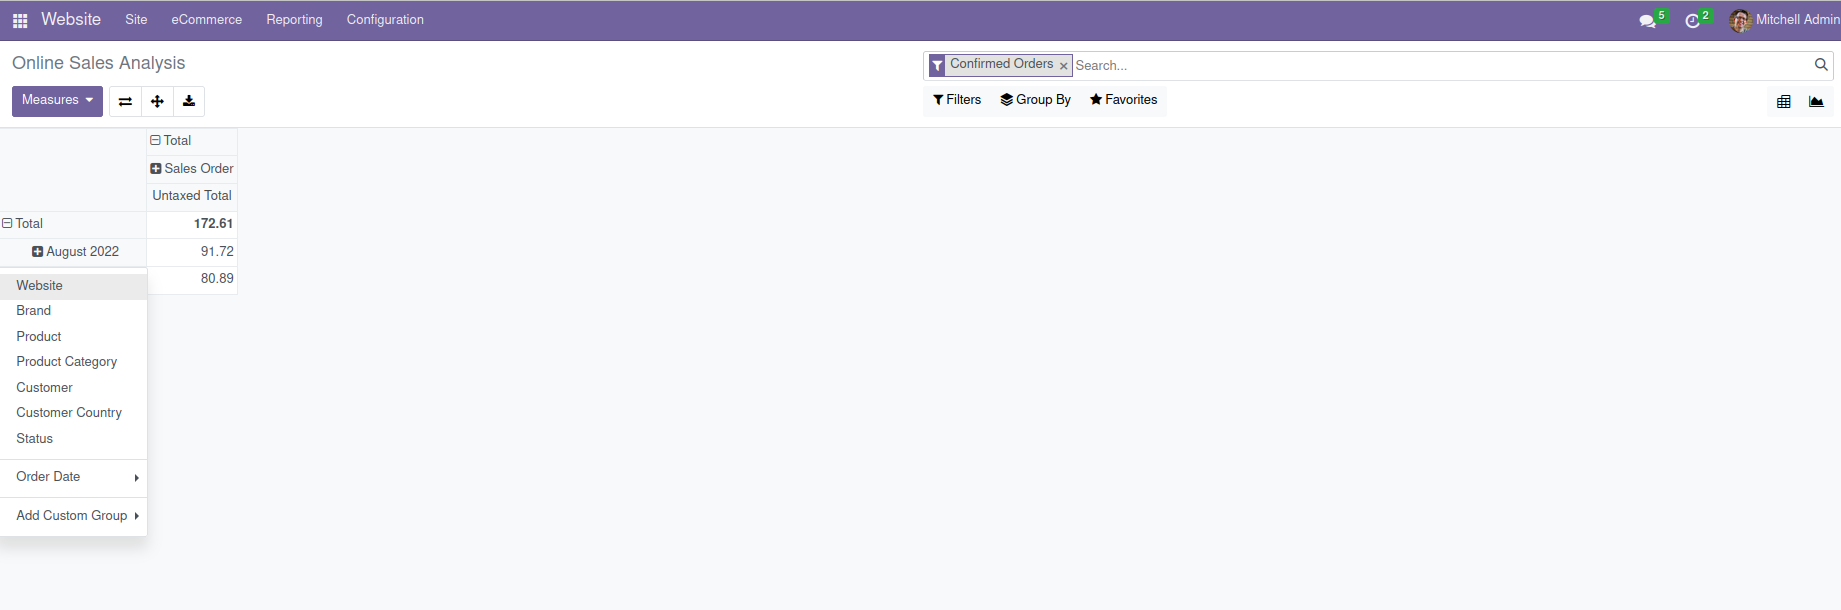 Website Site eCommerce Reporting Configuration 5 2 Mitchell Admin
Online Sales Analysis Confirmed Orders × Search...
Measures Filters Group By Favorites
Total
Sales Order
Untaxed Total
Total 172.61
August 2022 91.72
80.89
Website
Brand
Product
Product Category
Customer
Customer Country
Status
Order Date
Add Custom Group